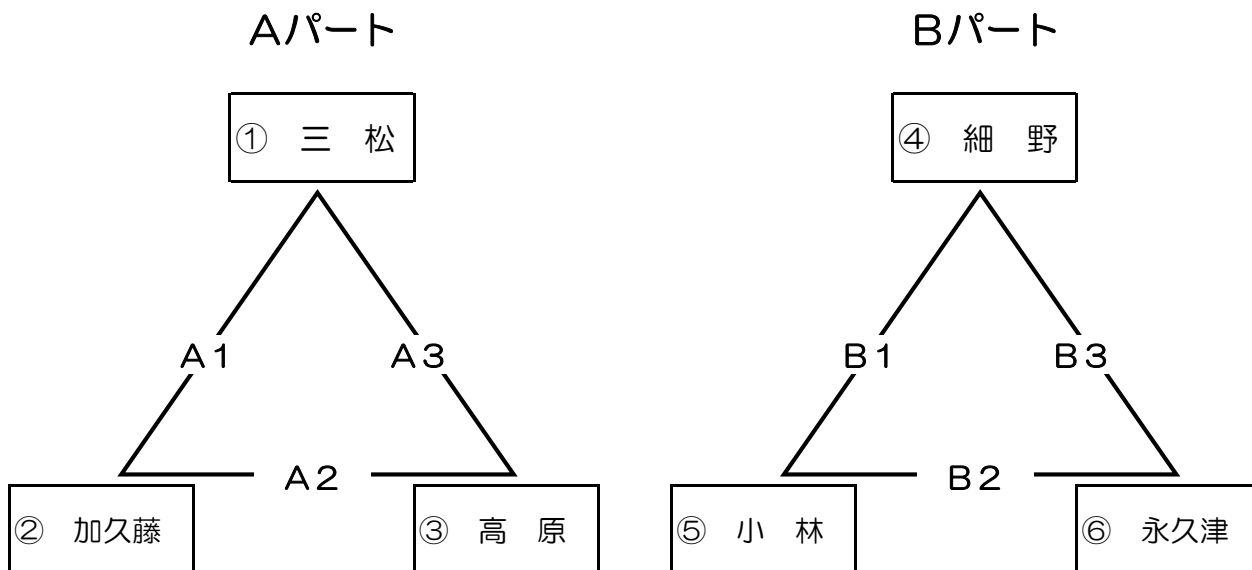 Aパート Bパート
① 三 松 ④ 細 野
A1 A3 B1 B3
A2 B2
② 加久藤 ③ 高 原 ⑤ 小 林 ⑥ 永久津